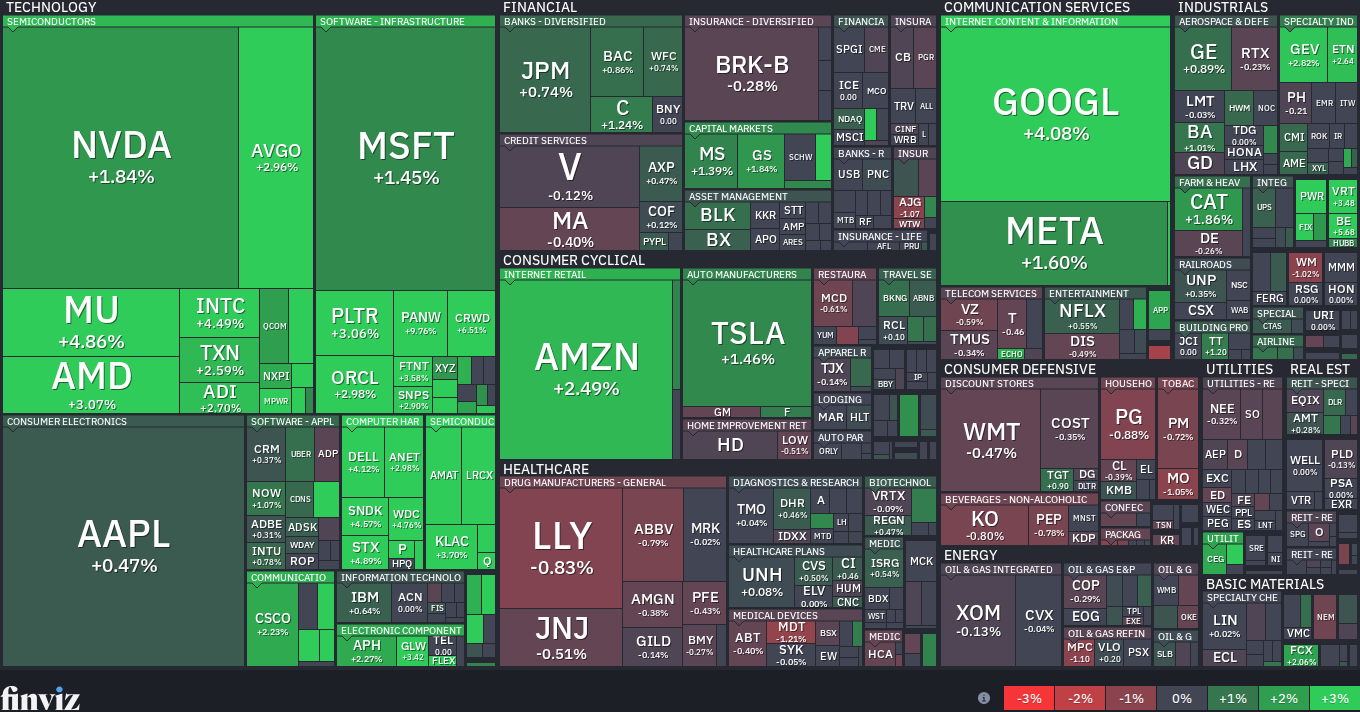 TECHNOLOGY
SEMICONDUCTORS
NVDA
+1.84%
AVGO
+2.96%
MU
+4.86%
AMD
+3.07%
INTC
+4.49%
TXN
+2.59%
ADI
+2.70%
QCOM
NXPI
MPWR
SOFTWARE - INFRASTRUCTURE
MSFT
+1.45%
PLTR
+3.06%
PANW
+9.76%
CRWD
+6.51%
ORCL
+2.98%
FTNT
+3.58%
XYZ
SNPS
+2.90%
CONSUMER ELECTRONICS
AAPL
+0.47%
SOFTWARE - APPL
CRM
+0.37%
UBER
ADP
NOW
+1.07%
CDNS
ADBE
+0.31%
ADSK
INTU
+0.78%
WDAY
ROP
COMPUTER HAR
DELL
+4.12%
ANET
+2.98%
SNDK
+4.57%
WDC
+4.76%
STX
+4.89%
P
HPQ
SEMICONDUC
AMAT
LRCX
KLAC
+3.70%
Q
COMMUNICATIO
CSCO
+2.23%
INFORMATION TECHNOLO
IBM
+0.64%
ACN
0.00%
FIS
ELECTRONIC COMPONENT
APH
+2.27%
GLW
+3.42
TEL
0.00
FLEX
FINANCIAL
BANKS - DIVERSIFIED
JPM
+0.74%
BAC
+0.86%
WFC
+0.74%
C
+1.24%
BNY
0.00
CREDIT SERVICES
V
-0.12%
MA
-0.40%
AXP
+0.47%
COF
+0.12%
PYPL
INSURANCE - DIVERSIFIED
BRK-B
-0.28%
CAPITAL MARKETS
MS
+1.39%
GS
+1.84%
SCHW
ASSET MANAGEMENT
BLK
BX
KKR
APO
STT
AMP
ARES
FINANCIA
SPGI
CME
ICE
0.00
MCO
NDAQ
MSCI
INSURA
CB
PGR
TRV
ALL
CINF
WRB
L
BANKS - R
USB
PNC
MTB
RF
INSUR
AJG
-1.07
WTW
INSURANCE - LIFE
AFL
PRU
CONSUMER CYCLICAL
INTERNET RETAIL
AMZN
+2.49%
AUTO MANUFACTURERS
TSLA
+1.46%
GM
F
HOME IMPROVEMENT RET
HD
LOW
-0.51%
RESTAURA
MCD
-0.61%
YUM
TRAVEL SE
BKNG
ABNB
RCL
+0.10
APPAREL R
TJX
-0.14%
BBY
IP
LODGING
MAR
HLT
AUTO PAR
ORLY
HEALTHCARE
DRUG MANUFACTURERS - GENERAL
LLY
-0.83%
JNJ
-0.51%
ABBV
-0.79%
MRK
-0.02%
AMGN
-0.38%
PFE
-0.43%
GILD
-0.14%
BMY
-0.27%
DIAGNOSTICS & RESEARCH
TMO
+0.04%
DHR
+0.46%
A
IDXX
LH
MTD
HEALTHCARE PLANS
UNH
+0.08%
CVS
+0.50%
CI
+0.46
ELV
0.00%
HUM
CNC
MEDICAL DEVICES
ABT
-0.40%
MDT
-1.21%
SYK
-0.05%
BSX
EW
BIOTECHNOL
VRTX
-0.09%
REGN
+0.47%
MEDIC
ISRG
+0.54%
BDX
WST
MCK
MEDIC
HCA
COMMUNICATION SERVICES
INTERNET CONTENT & INFORMATION
GOOGL
+4.08%
META
+1.60%
TELECOM SERVICES
VZ
-0.59%
T
-0.46
TMUS
-0.34%
ECHO
ENTERTAINMENT
NFLX
+0.55%
DIS
-0.49%
APP
INDUSTRIALS
AEROSPACE & DEFE
GE
+0.89%
RTX
-0.23%
LMT
-0.03%
HWM
NOC
BA
+1.01%
TDG
0.00%
GD
HONA
LHX
SPECIALTY IND
GEV
+2.82%
ETN
+2.64
PH
-0.21
EMR
ITW
CMI
ROK
IR
AME
XYL
FARM & HEAV
CAT
+1.86%
DE
-0.26%
INTEG
UPS
PWR
FIX
VRT
+3.48
BE
+5.68
HUBB
RAILROADS
UNP
+0.35%
NSC
CSX
WAB
FERG
WM
-1.02%
MMM
RSG
0.00%
HON
0.00%
BUILDING PRO
JCI
0.00
TT
+1.20
SPECIAL
CTAS
AIRLINE
URI
0.00%
CONSUMER DEFENSIVE
DISCOUNT STORES
WMT
-0.47%
COST
-0.35%
TGT
+0.90
DG
DLTR
BEVERAGES - NON-ALCOHOLIC
KO
-0.80%
PEP
-0.78%
MNST
KDP
HOUSEHO
PG
-0.88%
CL
-0.39%
EL
KMB
TOBAC
PM
-0.72%
MO
-1.05%
CONFEC
PACKAG
TSN
KR
ENERGY
OIL & GAS INTEGRATED
XOM
-0.13%
CVX
-0.04%
OIL & GAS E&P
COP
-0.29%
EOG
TPL
EXE
OIL & GAS REFIN
MPC
-1.10
VLO
+0.20
PSX
OIL & G
WMB
OKE
OIL & G
SLB
UTILITIES
UTILITIES - RE
NEE
-0.32%
SO
AEP
D
EXC
ED
WEC
PEG
FE
PPL
ES
LNT
UTILIT
CEG
SRE
NI
REAL EST
REIT - SPECI
EQIX
DLR
AMT
+0.28%
WELL
0.00%
PLD
-0.13%
VTR
PSA
0.00%
EXR
REIT - RE
SPG
O
REIT - RE
BASIC MATERIALS
SPECIALTY CHE
LIN
+0.02%
ECL
VMC
NEM
FCX
+2.06%
finviz
-3%
-2%
-1%
0%
+1%
+2%
+3%